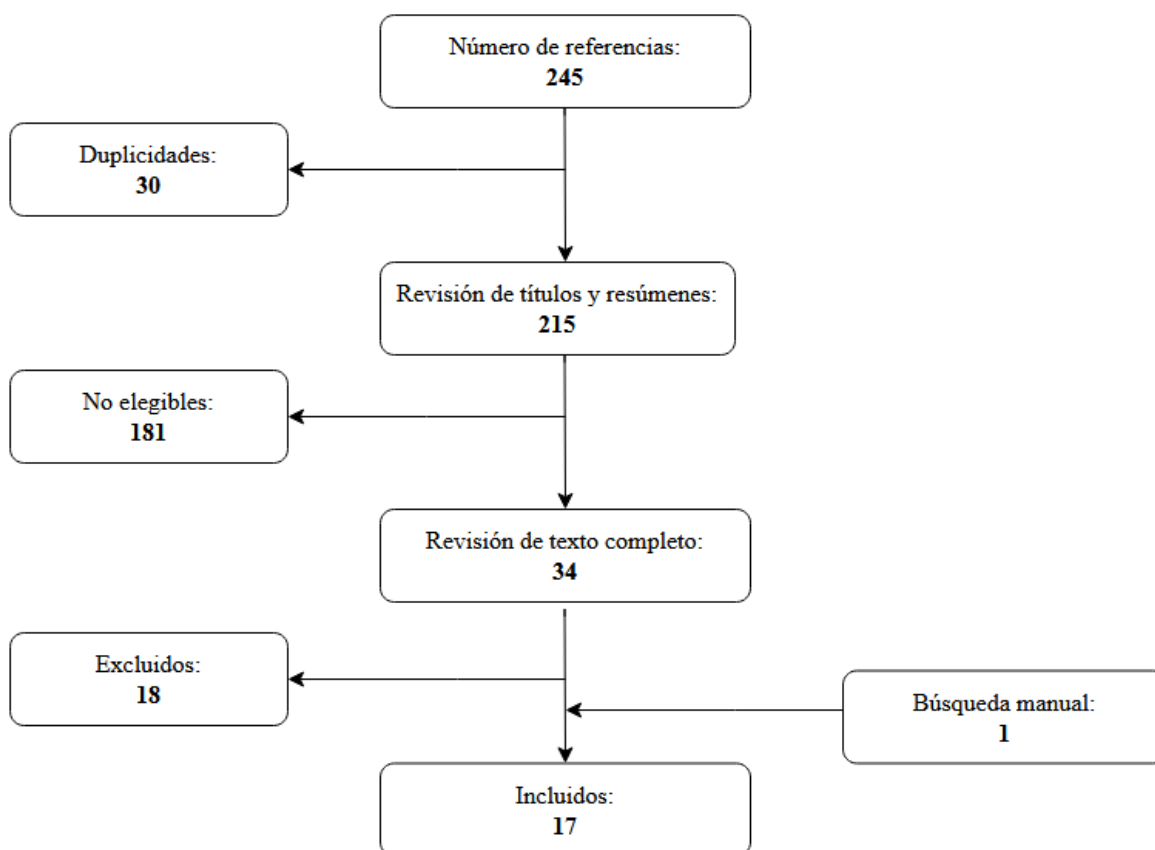 Número de referencias:
245
Duplicidades:
30
Revisión de títulos y resúmenes:
215
No elegibles:
181
Revisión de texto completo:
34
Excluidos:
18
Búsqueda manual:
1
Incluidos:
17